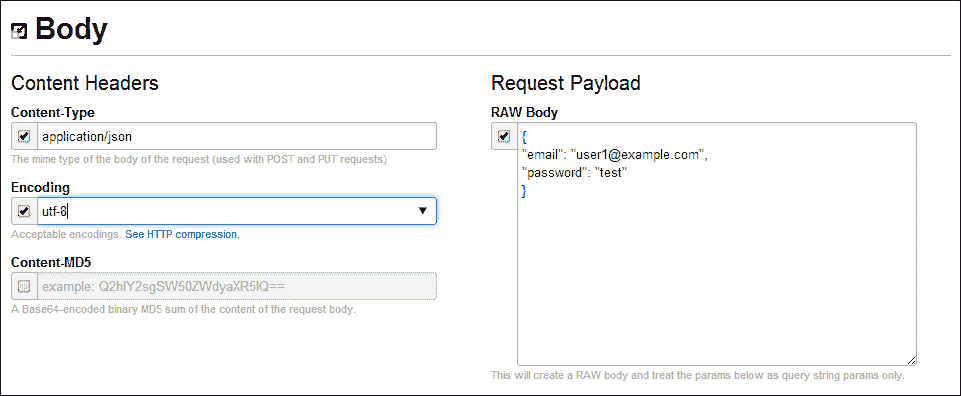 Body
Content Headers
Content-Type
application/json
The mime type of the body of the request (used with POST and PUT requests)
Encoding
utf-8
Acceptable encodings. See HTTP compression.
Content-MD5
example: Q2hlY2sgSW50ZWdyaXR5IQ==
A Base64-encoded binary MD5 sum of the content of the request body.
Request Payload
RAW Body
{
"email": "user1@example.com",
"password": "test"
}
This will create a RAW body and treat the params below as query string params only.